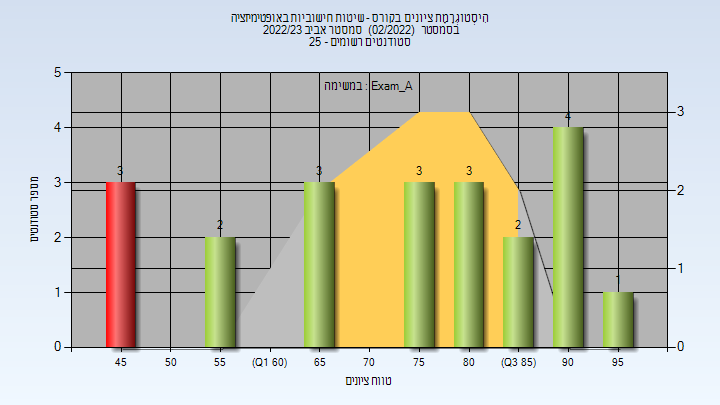 היסטוגרמת ציונים בקורס - שיטות חישוביות באופטימיזציה
בסמסטר (02/2022) סמסטר אביב 2022/23
סטודנטים רשומים - 25
במשימה : Exam_A
מספר סטודנטים
5
4
3
2
1
0
3
2
1
0
3
2
3
3
3
2
4
1
45 50 55 (Q1 60) 65 70 75 80 (Q3 85) 90 95
טווח ציונים